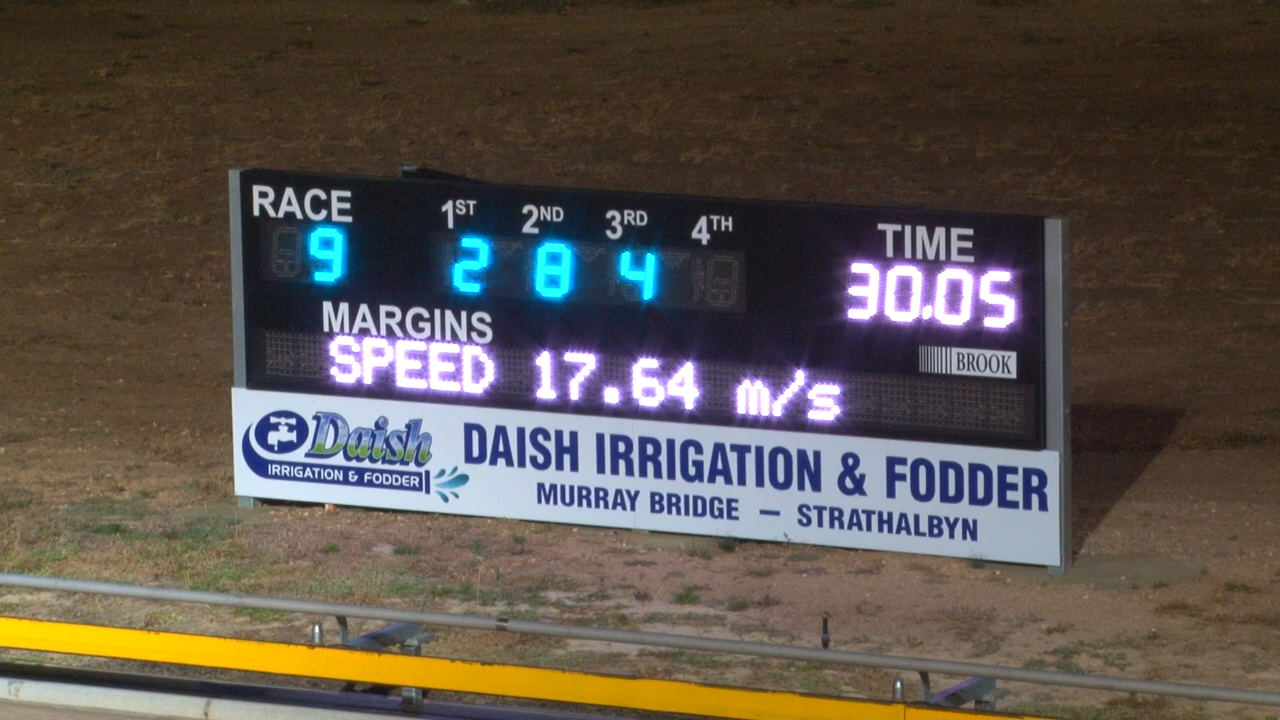 RACE 1ST 2ND 3RD 4TH TIME
9 2 8 4 30.05
MARGINS
BROOK
SPEED 17.64 m/s
Daish
IRRIGATION & FODDER
DAISH IRRIGATION & FODDER
MURRAY BRIDGE — STRATHALBYN